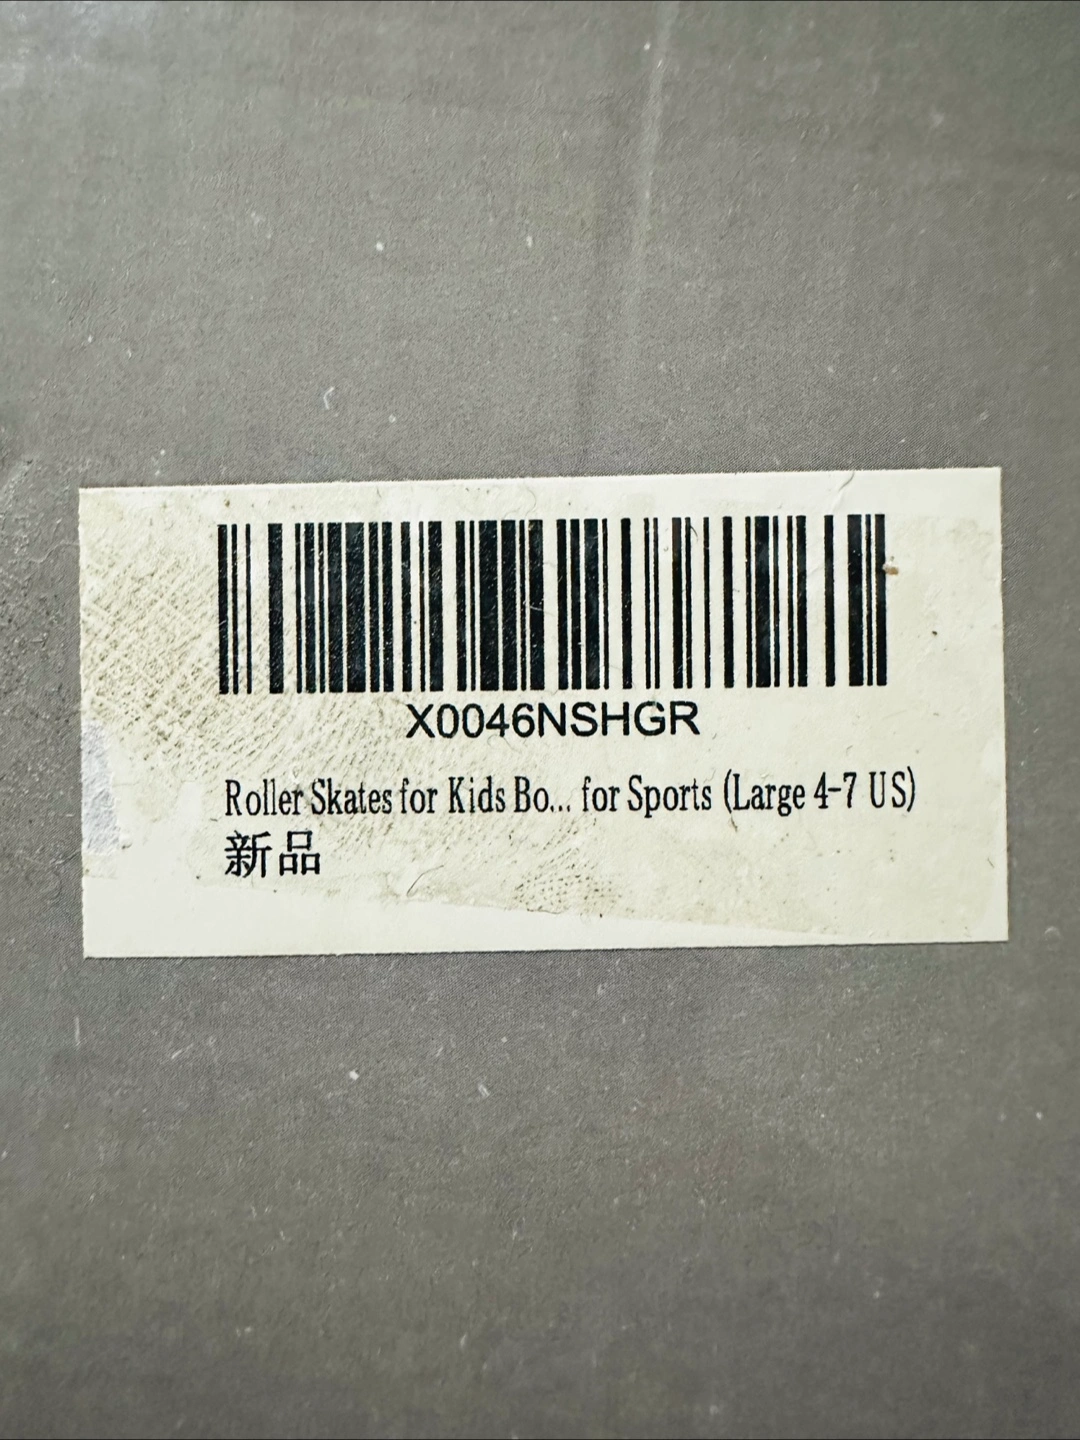 X0046NSHGR
Roller Skates for Kids Bo... for Sports (Large 4-7 US)
新品